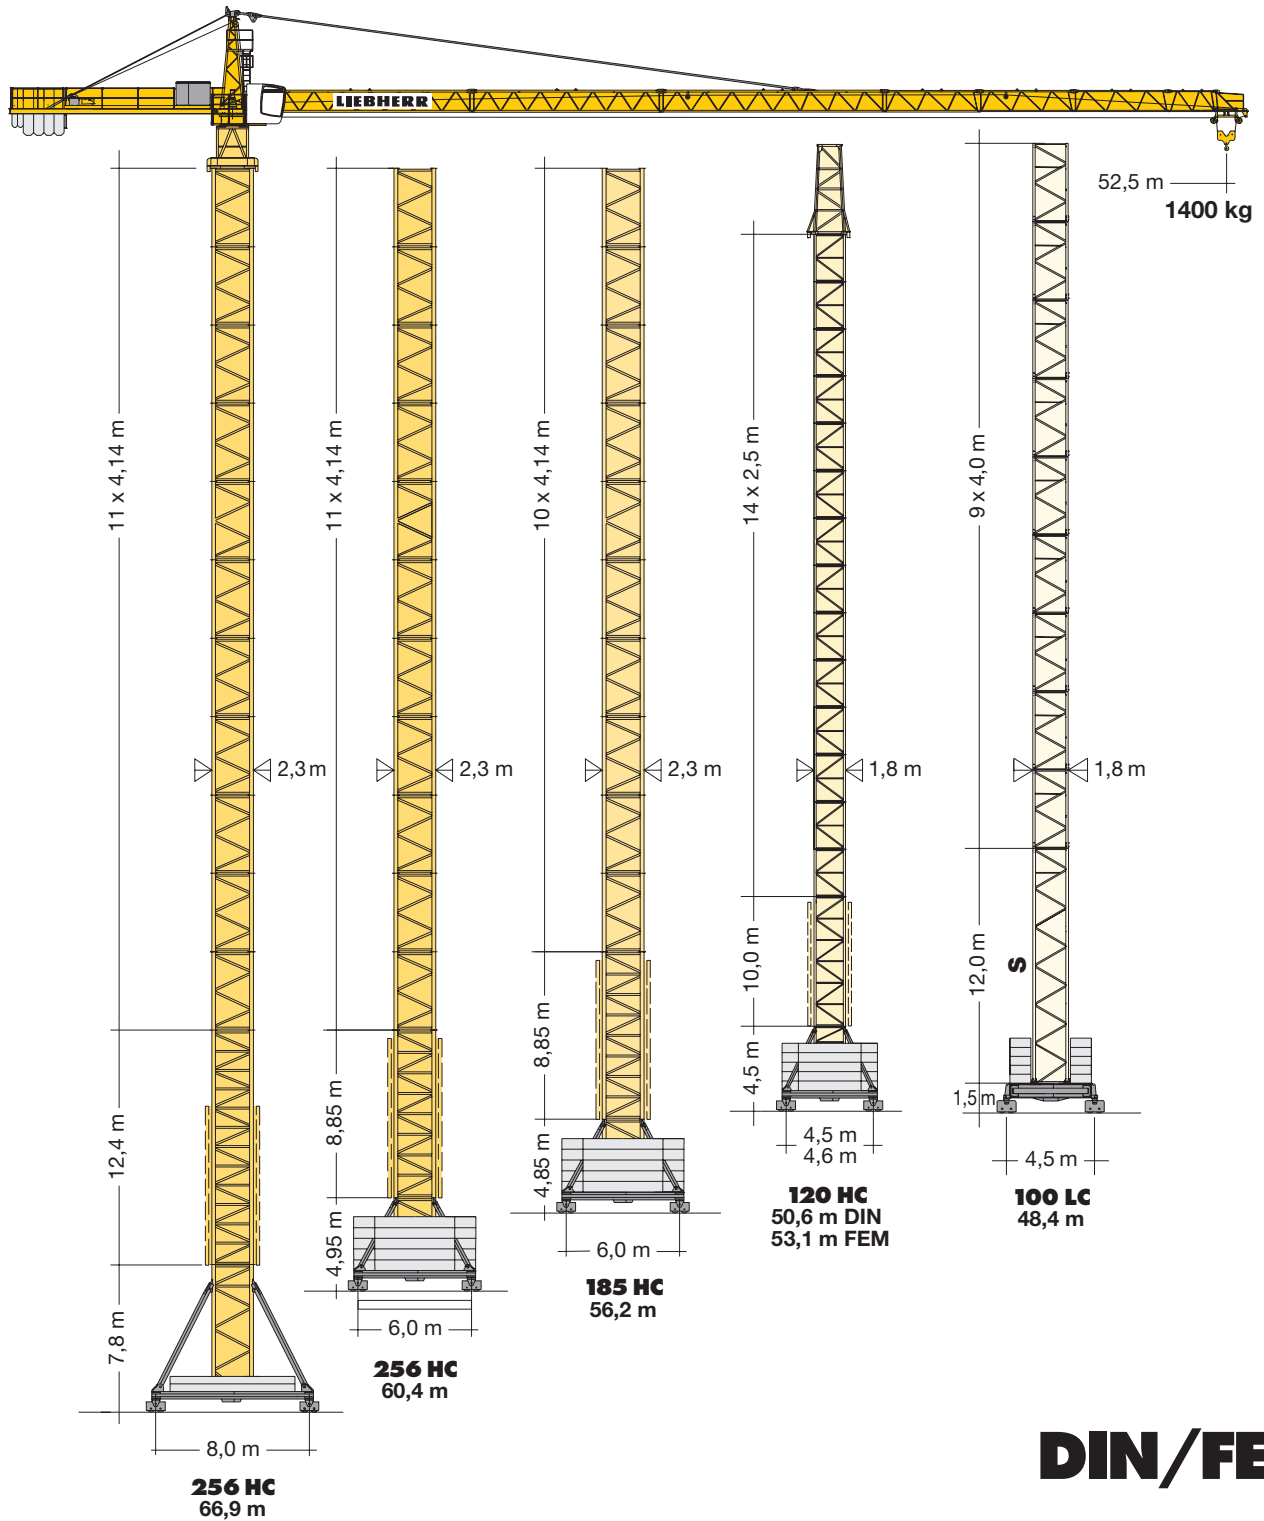 LIEBHERR
52,5 m
1400 kg
11 x 4,14 m
11 x 4,14 m
10 x 4,14 m
14 x 2,5 m
9 x 4,0 m
2,3 m
2,3 m
2,3 m
1,8 m
1,8 m
12,4 m
8,85 m
8,85 m
10,0 m
12,0 m
S
7,8 m
4,95 m
4,85 m
4,5 m
1,5 m
8,0 m
256 HC
66,9 m
6,0 m
256 HC
60,4 m
6,0 m
185 HC
56,2 m
4,5 m
4,6 m
120 HC
50,6 m DIN
53,1 m FEM
4,5 m
100 LC
48,4 m
DIN/FE